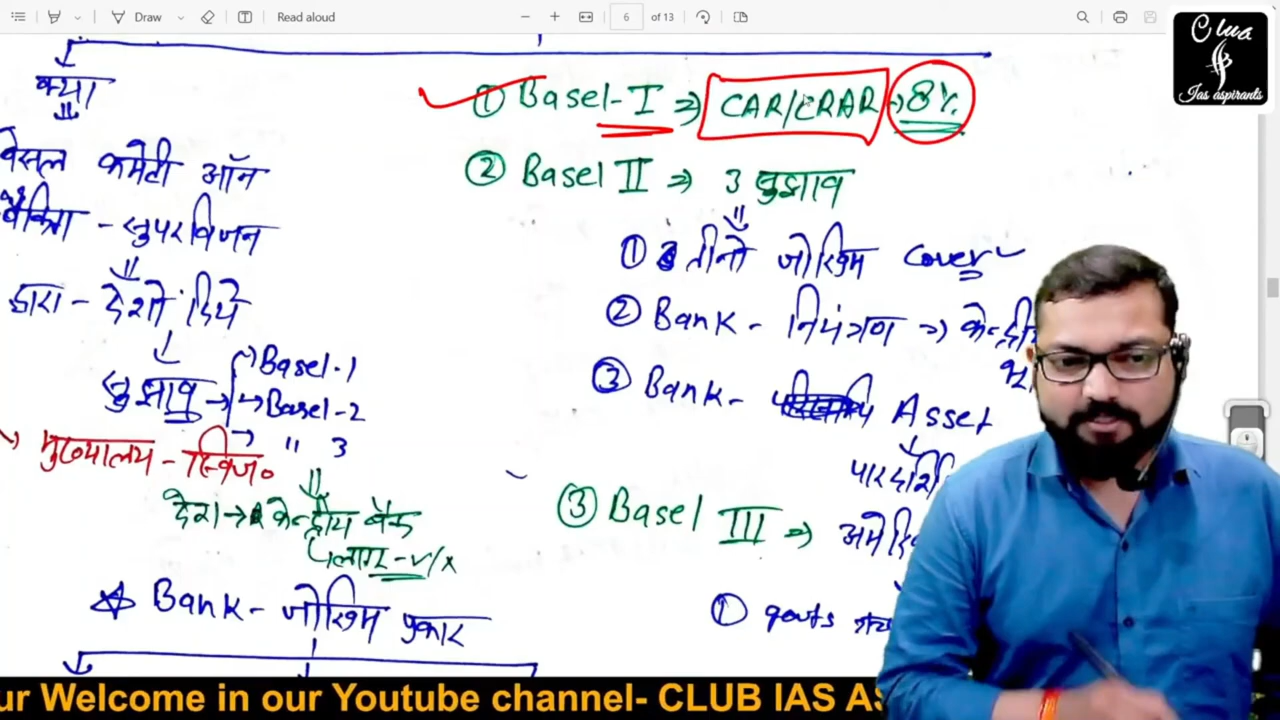 Draw
Read aloud
6 of 13
Clua
Ias aspirants
क्या
① Basel-I ⇒ CAR/CRAR → 8%
② Basel II ⇒ 3 सुझाव
① तीनो जोखिम cover
② Bank - नियंत्रण →
③ Bank - Asset
③ Basel III ⇒
① govts
बेसल कमेटी ऑन
बैंकिंग - सुपरविजन
द्वारा - देशो दिये
सुझाव → Basel-1
→ Basel-2
→ " 3
मुख्यालय - स्विज०
देश → केन्द्रीय बैंक
लागू - ✓/x
☆ Bank - जोखिम प्रकार
ur Welcome in our Youtube channel- CLUB IAS AS